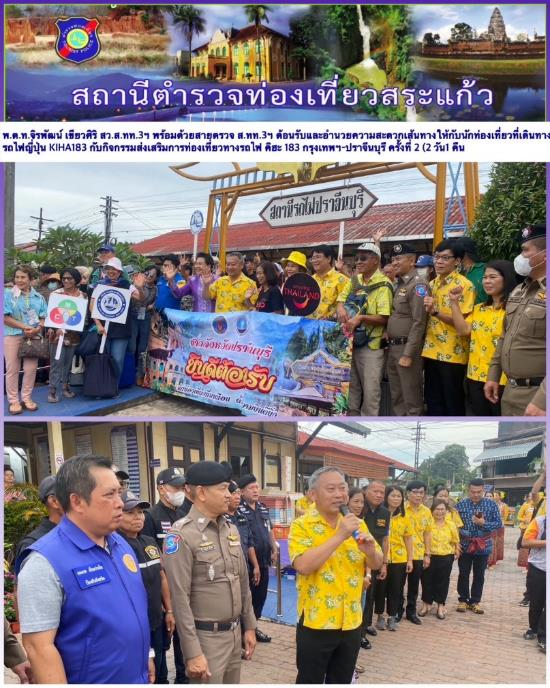 สถานีตำรวจท่องเที่ยวสระแก้ว
พ.ต.ท.จิรพัฒน์ เขียวศิริ สว.ส.ทท.3ฯ พร้อมด้วยสายตรวจ ส.ทท.3ฯ ต้อนรับและอำนวยความสะดวกเส้นทางให้กับนักท่องเที่ยวที่เดินทาง
รถไฟญี่ปุ่น KIHA183 กับกิจกรรมส่งเสริมการท่องเที่ยวทางรถไฟ คิฮะ 183 กรุงเทพฯ-ปราจีนบุรี ครั้งที่ 2 (2 วัน1 คืน
สถานีรถไฟปราจีนบุรี
THAILAND
จังหวัดปราจีนบุรี
ยินดีต้อนรับ